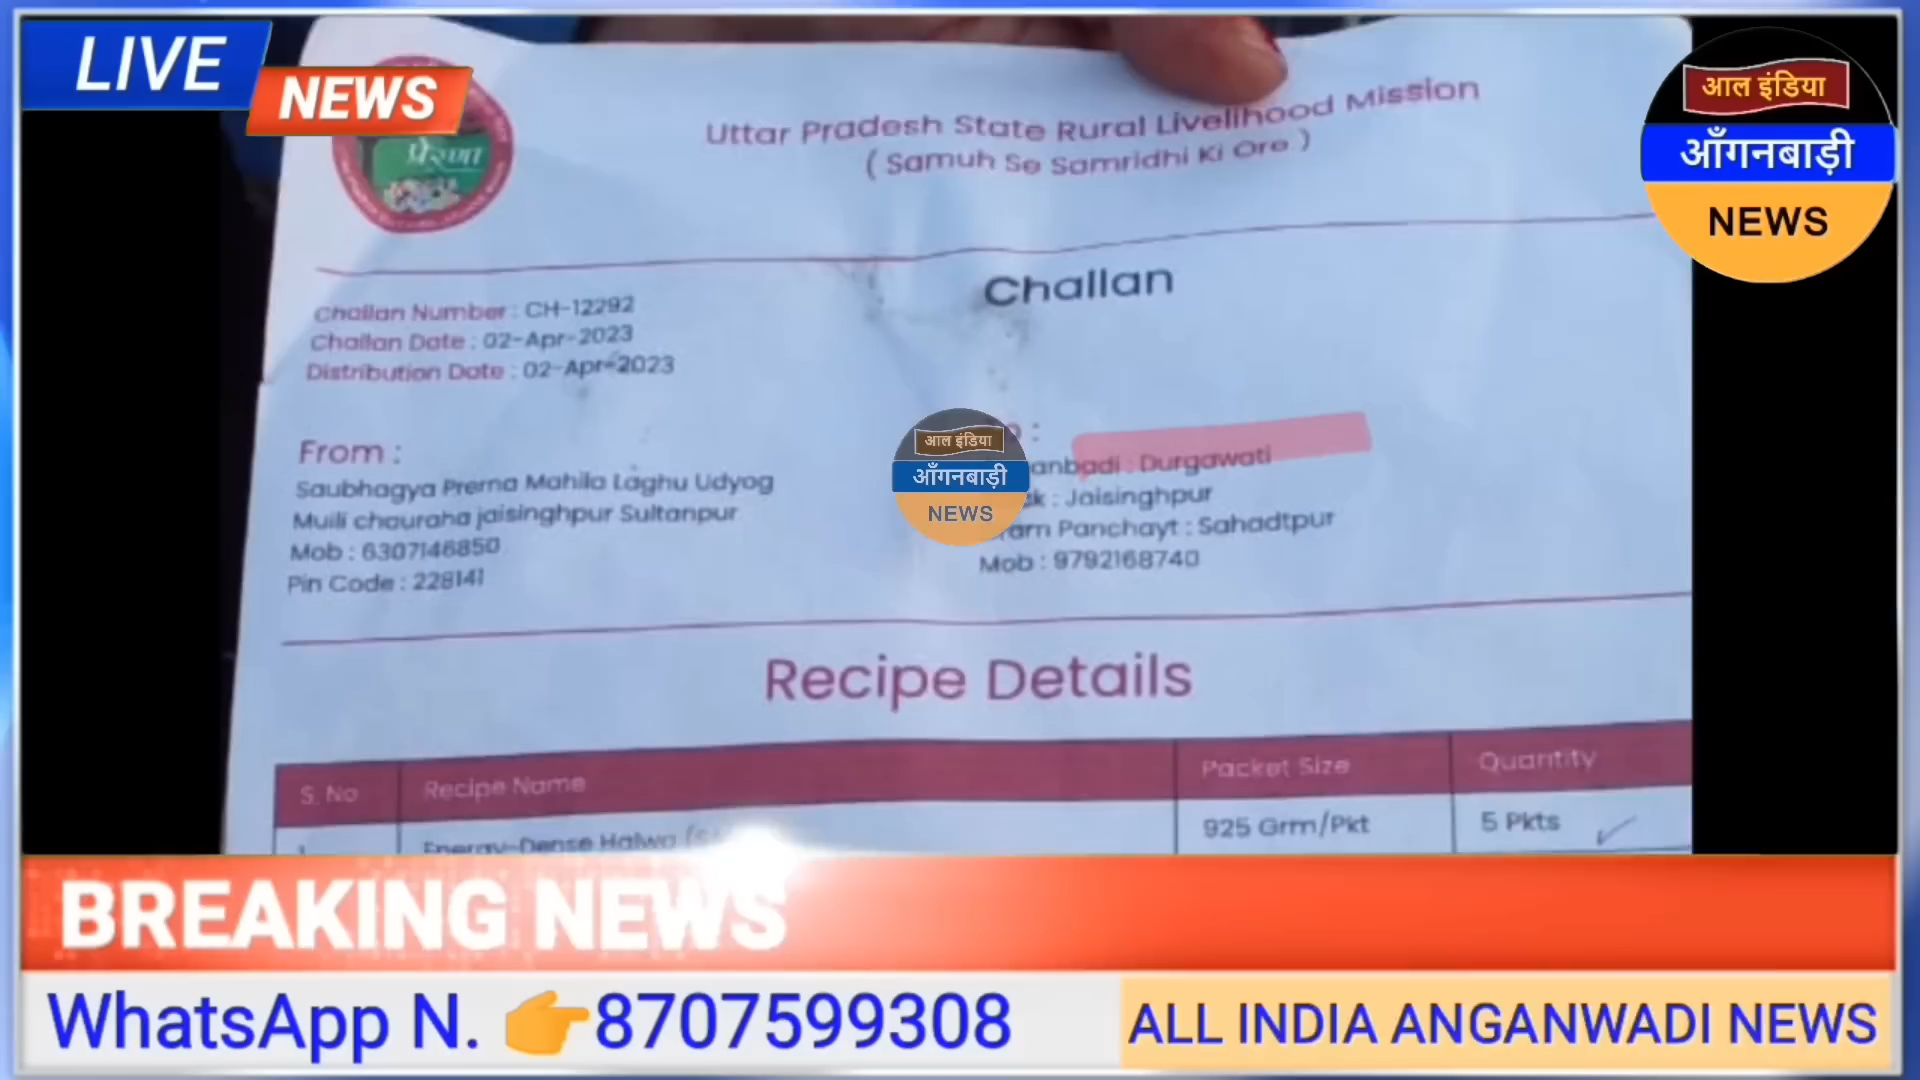 LIVE
NEWS
आल इंडिया
आँगनबाड़ी
NEWS
प्रेरणा
Uttar Pradesh State Rural Livelihood Mission
( Samuh Se Samridhi Ki Ore )
Challan
Challan Number : CH-12292
Challan Date : 02-Apr-2023
Distribution Date : 02-Apr-2023
From :
Saubhagya Prerna Mahila Laghu Udyog
Muili chauraha jaisinghpur Sultanpur
Mob : 6307146850
Pin Code : 228141
आल इंडिया
आँगनबाड़ी
NEWS
: Durgawati
: Jaisinghpur
Panchayt : Sahadtpur
Mob : 9792168740
Recipe Details
S. No Recipe Name Packet Size Quantity
1 Energy-Dense Halwa 925 Grm/Pkt 5 Pkts
BREAKING NEWS
WhatsApp N. 👉8707599308
ALL INDIA ANGANWADI NEWS